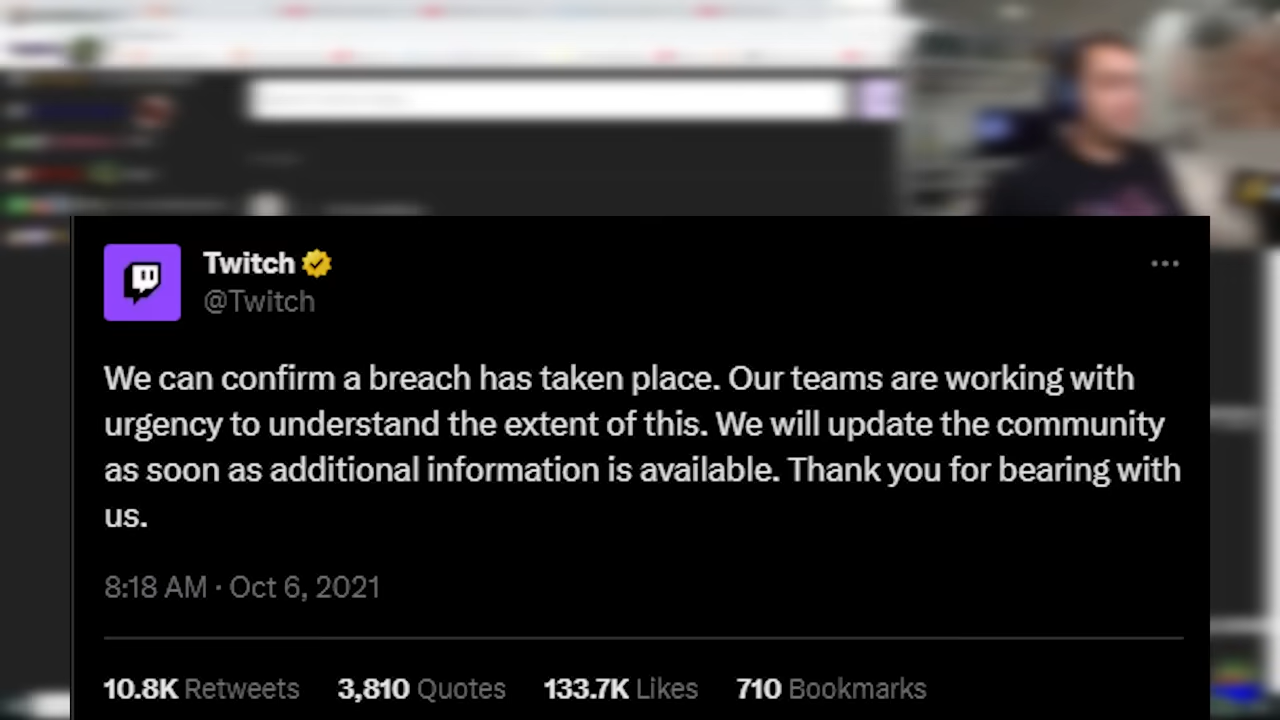 Twitch
@Twitch
We can confirm a breach has taken place. Our teams are working with
urgency to understand the extent of this. We will update the community
as soon as additional information is available. Thank you for bearing with
us.
8:18 AM · Oct 6, 2021
10.8K Retweets 3,810 Quotes 133.7K Likes 710 Bookmarks